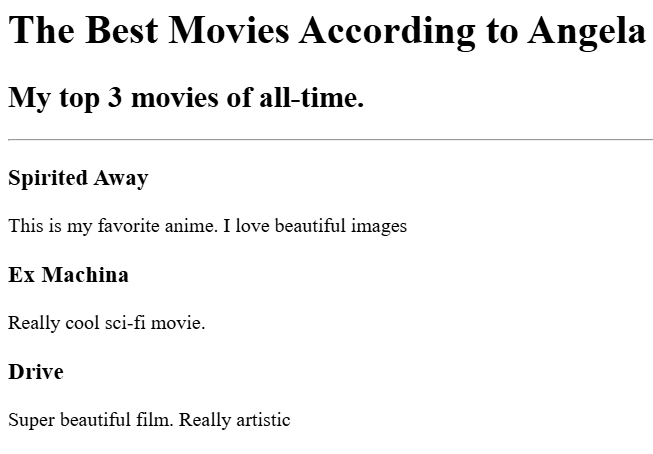 The Best Movies According to Angela
My top 3 movies of all-time.
Spirited Away
This is my favorite anime. I love beautiful images
Ex Machina
Really cool sci-fi movie.
Drive
Super beautiful film. Really artistic